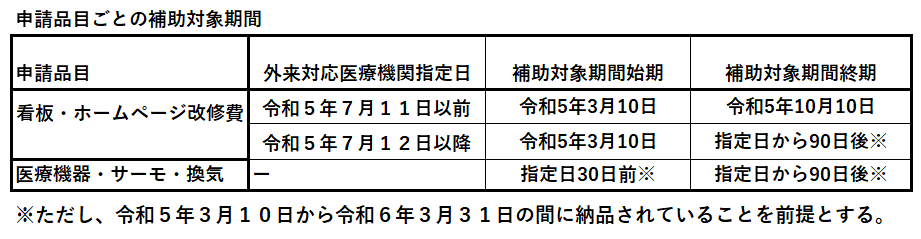 申請品目ごとの補助対象期間
申請品目 外来対応医療機関指定日 補助対象期間始期 補助対象期間終期
看板・ホームページ改修費 令和５年７月１１日以前 令和5年3月10日 令和5年10月10日
令和５年７月１２日以降 令和5年3月10日 指定日から90日後※
医療機器・サーモ・換気 ー 指定日30日前※ 指定日から90日後※
※ただし、令和５年３月１０日から令和６年３月３１日の間に納品されていることを前提とする。